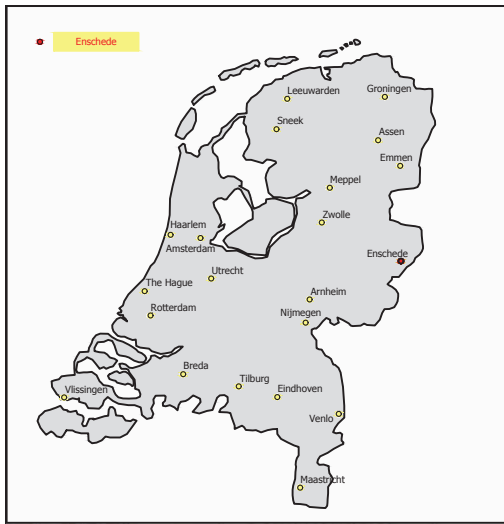 Enschede
Leeuwarden
Groningen
Sneek
Assen
Emmen
Meppel
Zwolle
Haarlem
Amsterdam
Enschede
Utrecht
The Hague
Arnheim
Rotterdam
Nijmegen
Breda
Tilburg
Vlissingen
Eindhoven
Venlo
Maastricht